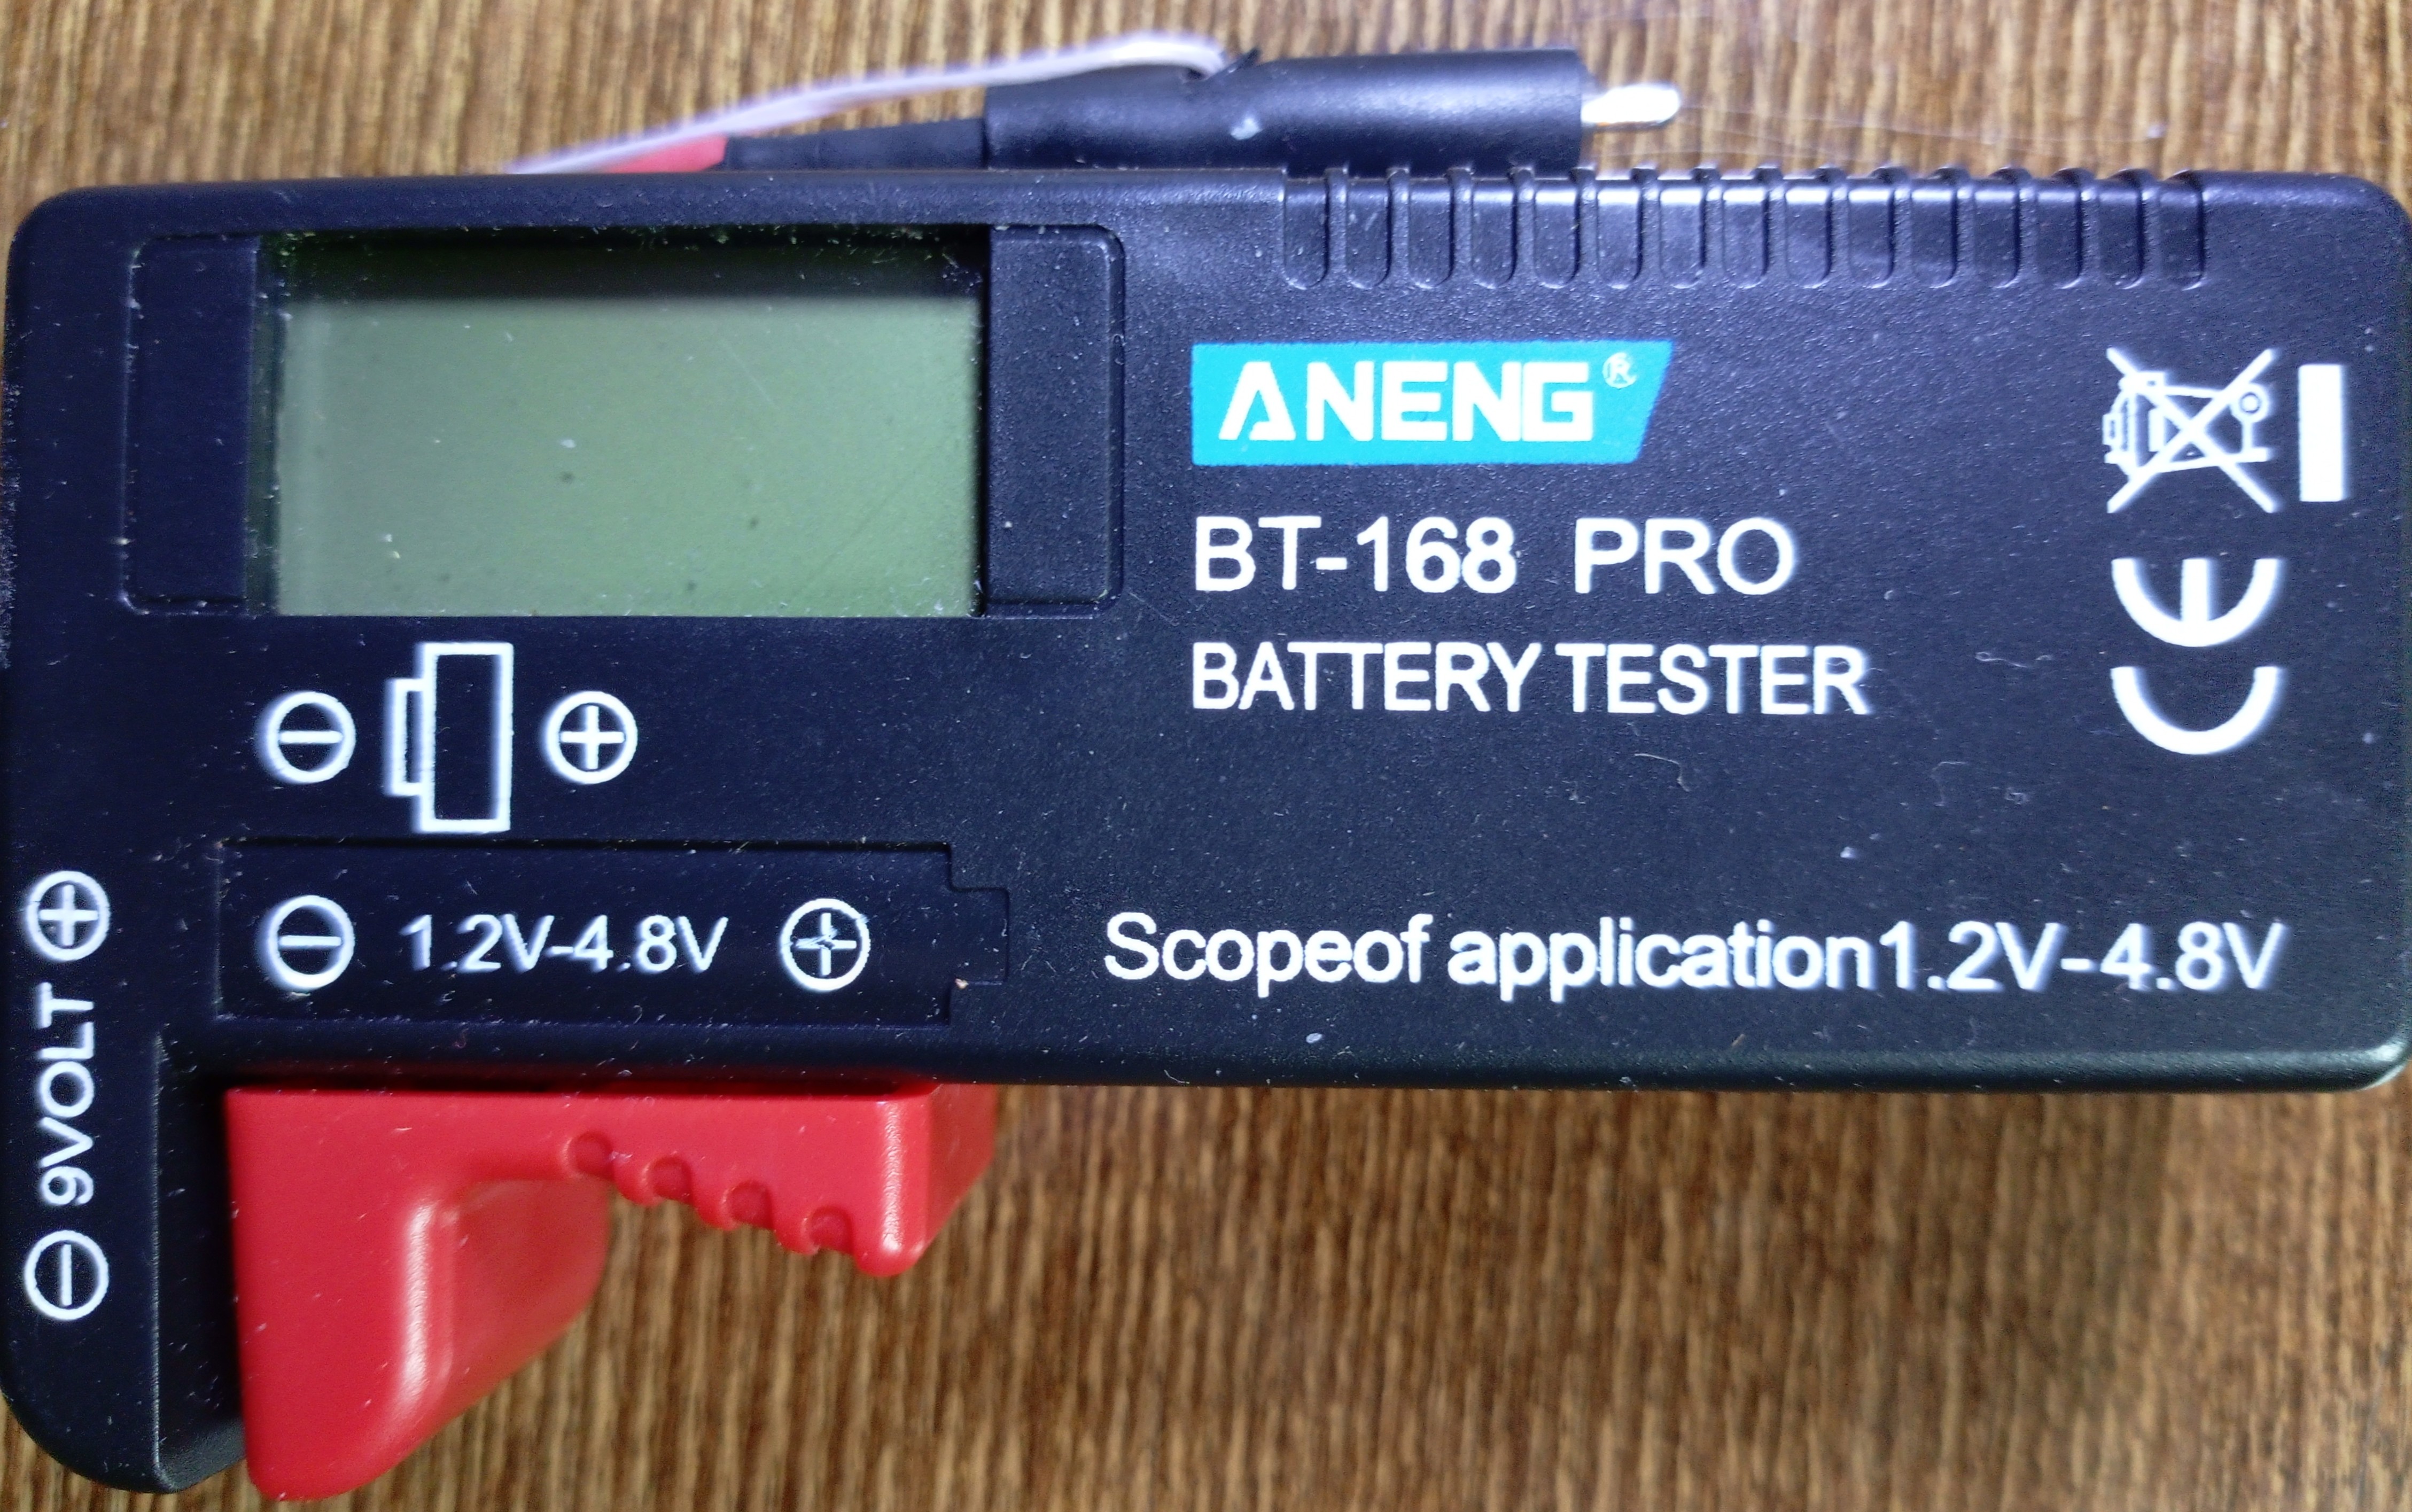 ANENG®
BT-168 PRO
BATTERY TESTER
CE
⊖ ⊕
⊖ 1.2V-4.8V ⊕
Scopeof application1.2V-4.8V
⊖ 9VOLT ⊕